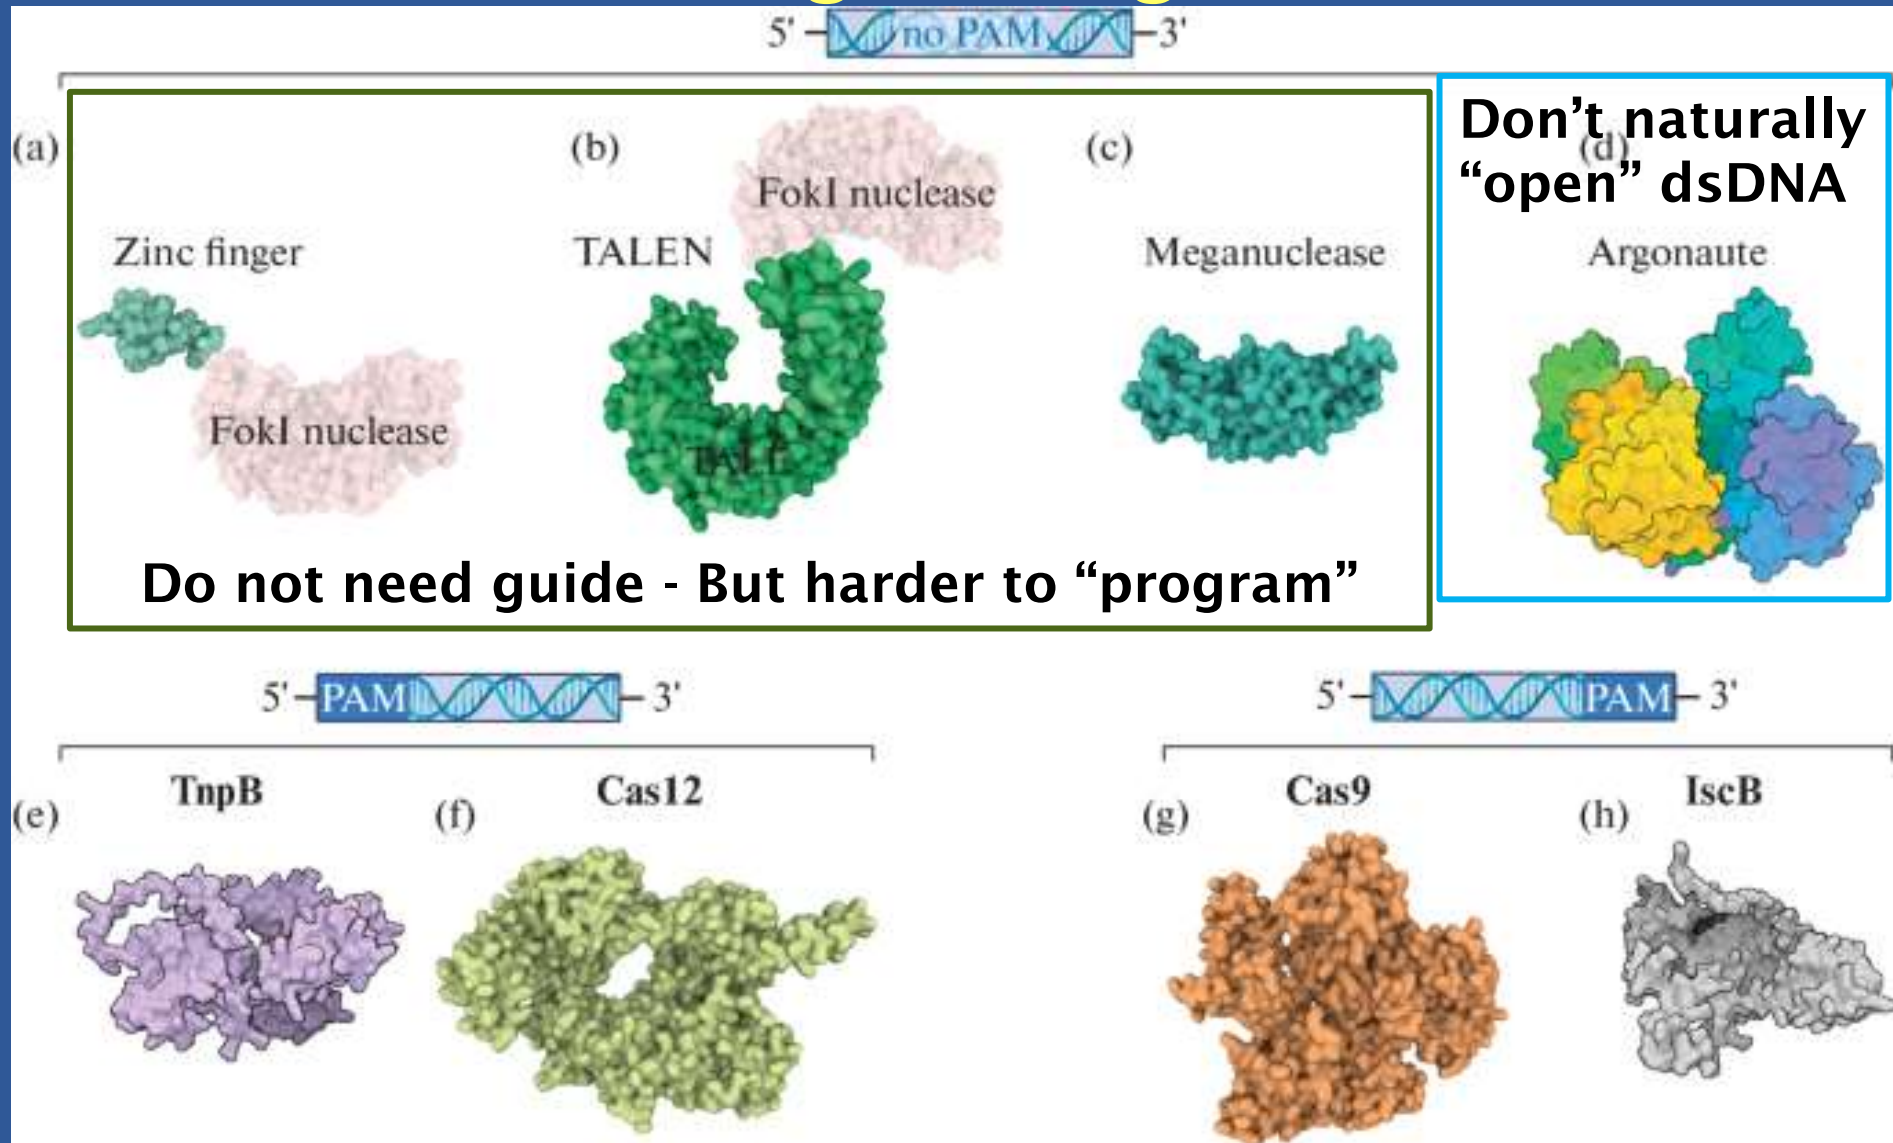 5' no PAM 3'
Don't naturally
"open" dsDNA
(a)
(b)
(c)
(d)
FokI nuclease
Zinc finger
TALEN
Meganuclease
Argonaute
FokI nuclease
TALE
Do not need guide - But harder to "program"
5' PAM 3'
5' PAM 3'
TnpB
Cas12
Cas9
IscB
(e)
(f)
(g)
(h)